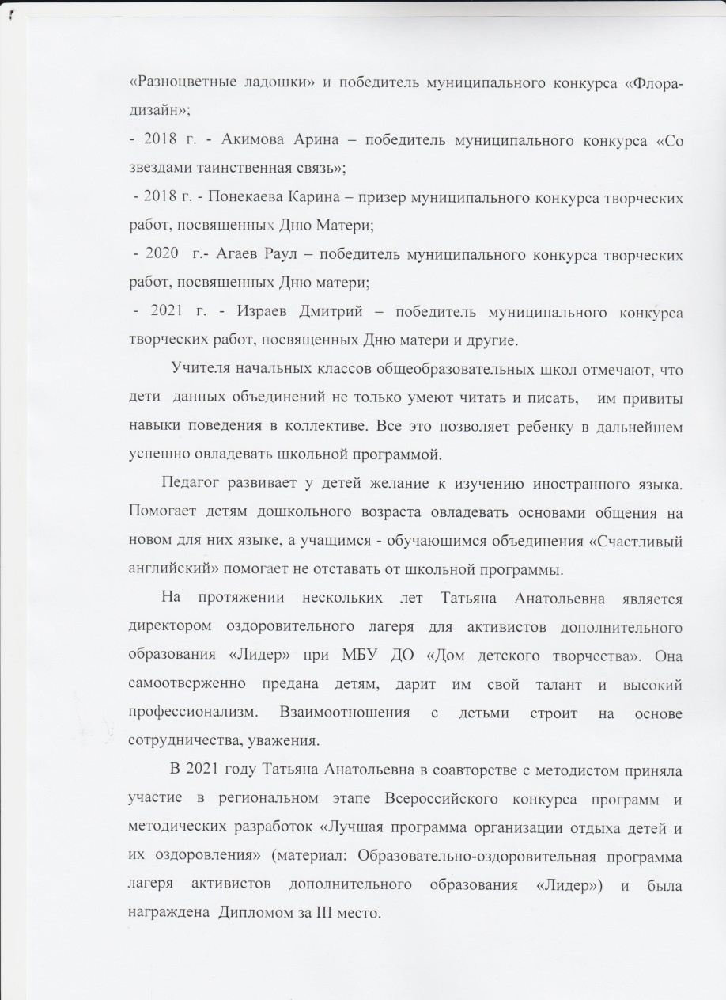 «Разноцветные ладошки» и победитель муниципального конкурса «Флора-
дизайн»;
- 2018 г. - Акимова Арина – победитель муниципального конкурса «Со
звездами таинственная связь»;
- 2018 г. - Понекаева Карина – призер муниципального конкурса творческих
работ, посвященных Дню Матери;
- 2020 г.- Агаев Раул – победитель муниципального конкурса творческих
работ, посвященных Дню матери;
- 2021 г. - Израев Дмитрий – победитель муниципального конкурса
творческих работ, посвященных Дню матери и другие.
Учителя начальных классов общеобразовательных школ отмечают, что
дети данных объединений не только умеют читать и писать, им привиты
навыки поведения в коллективе. Все это позволяет ребенку в дальнейшем
успешно овладевать школьной программой.
Педагог развивает у детей желание к изучению иностранного языка.
Помогает детям дошкольного возраста овладевать основами общения на
новом для них языке, а учащимся - обучающимся объединения «Счастливый
английский» помогает не отставать от школьной программы.
На протяжении нескольких лет Татьяна Анатольевна является
директором оздоровительного лагеря для активистов дополнительного
образования «Лидер» при МБУ ДО «Дом детского творчества». Она
самоотверженно предана детям, дарит им свой талант и высокий
профессионализм. Взаимоотношения с детьми строит на основе
сотрудничества, уважения.
В 2021 году Татьяна Анатольевна в соавторстве с методистом приняла
участие в региональном этапе Всероссийского конкурса программ и
методических разработок «Лучшая программа организации отдыха детей и
их оздоровления» (материал: Образовательно-оздоровительная программа
лагеря активистов дополнительного образования «Лидер») и была
награждена Дипломом за III место.